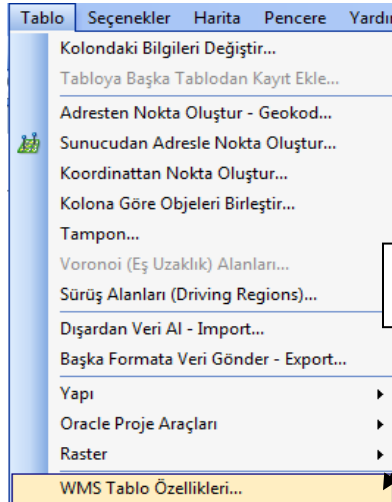 Tablo Seçenekler Harita Pencere
Kolondaki Bilgileri Değiştir...
Tabloya Başka Tablodan Kayıt Ekle...
Adresten Nokta Oluştur - Geokod...
Sunucudan Adresle Nokta Oluştur...
Koordinattan Nokta Oluştur...
Kolona Göre Objeleri Birleştir...
Tampon...
Voronoi (Eş Uzaklık) Alanları...
Sürüş Alanları (Driving Regions)...
Dışardan Veri Al - Import...
Başka Formata Veri Gönder - Export...
Yapı
Oracle Proje Araçları
Raster
WMS Tablo Özellikleri...